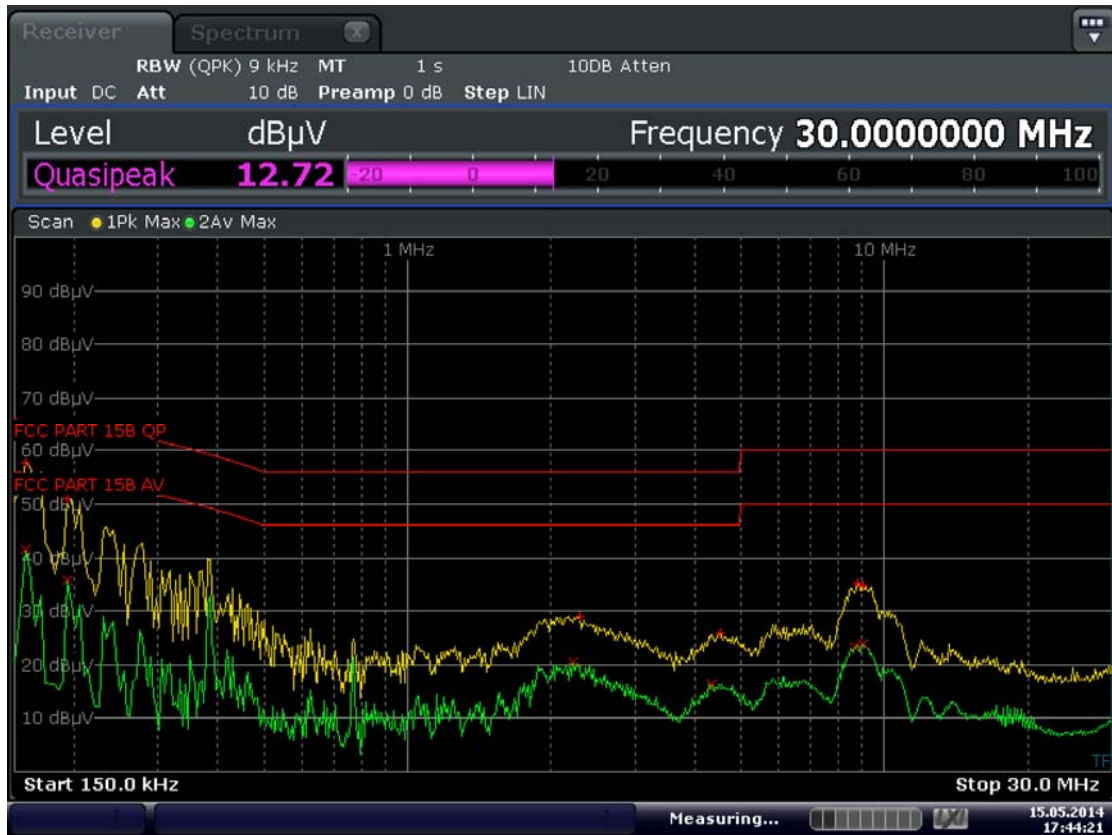 Receiver Spectrum X
RBW (QPK) 9 kHz MT 1 s 10DB Atten
Input DC Att 10 dB Preamp 0 dB Step LIN
Level dBµV Frequency 30.0000000 MHz
Quasipeak 12.72 -20 0 20 40 60 80 100
Scan 1Pk Max 2Av Max
1 MHz 10 MHz
90 dBµV
80 dBµV
70 dBµV
FCC PART 15B QP
60 dBµV
FCC PART 15B AV
50 dBµV
40 dBµV
30 dBµV
20 dBµV
10 dBµV
TF
Start 150.0 kHz Stop 30.0 MHz
Measuring... LXI 15.05.2014
17:44:21